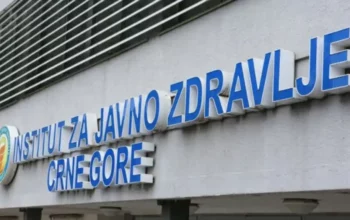 INSTITUT ZA JAVNO ZDRAVLJE
CRNE GORE